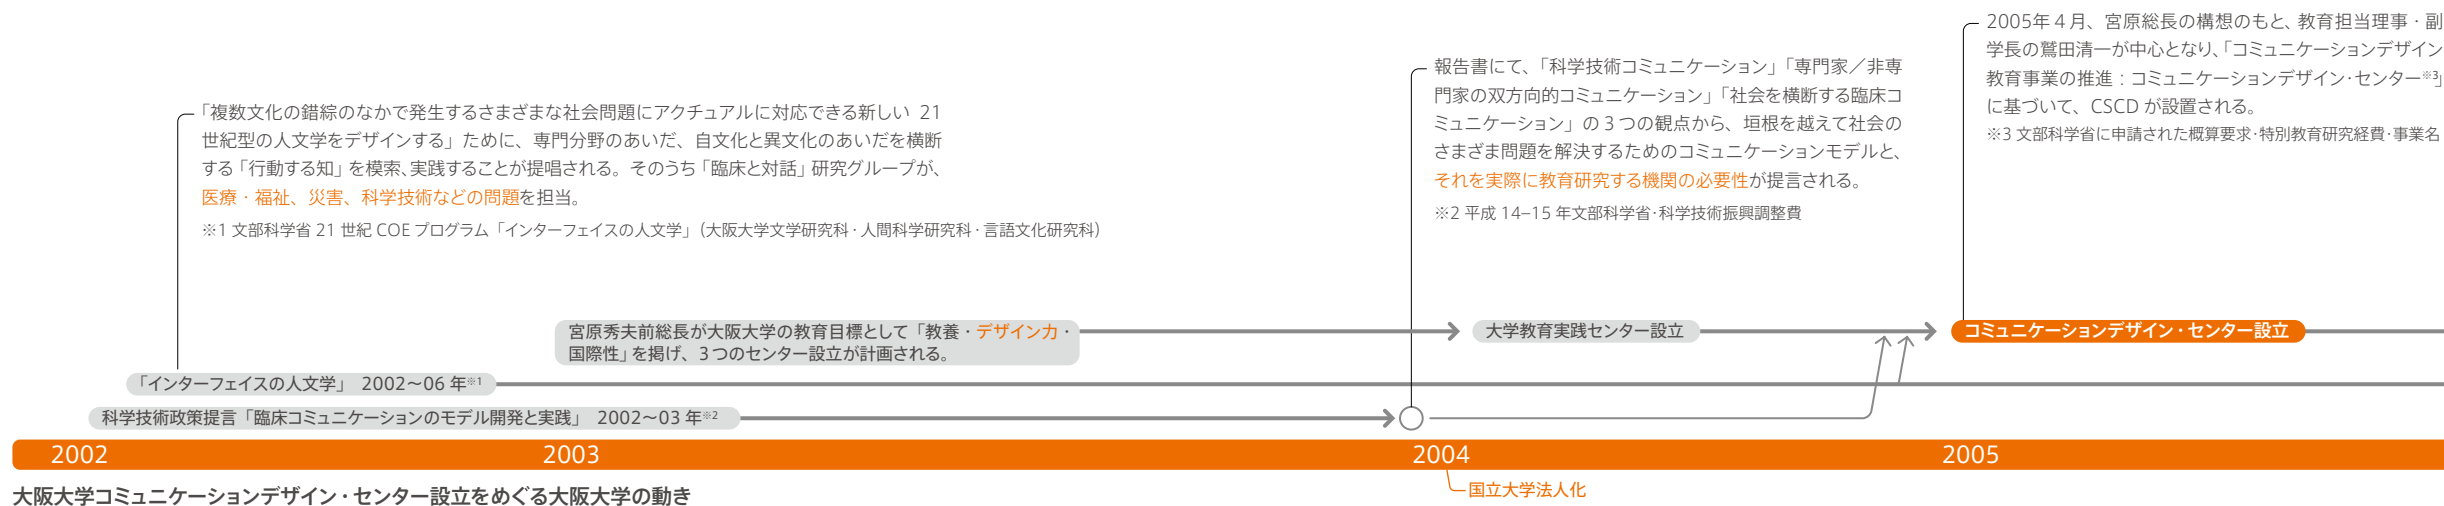 「複数文化の錯綜のなかで発生するさまざまな社会問題にアクチュアルに対応できる新しい 21
世紀型の人文学をデザインする」ために、専門分野のあいだ、自文化と異文化のあいだを横断
する「行動する知」を模索、実践することが提唱される。そのうち「臨床と対話」研究グループが、
医療・福祉、災害、科学技術などの問題を担当。
※1 文部科学省 21 世紀 COE プログラム「インターフェイスの人文学」（大阪大学文学研究科・人間科学研究科・言語文化研究科）
報告書にて、「科学技術コミュニケーション」「専門家／非専
門家の双方向的コミュニケーション」「社会を横断する臨床コ
ミュニケーション」の３つの観点から、垣根を越えて社会の
さまざま問題を解決するためのコミュニケーションモデルと、
それを実際に教育研究する機関の必要性が提言される。
※2 平成 14–15 年文部科学省・科学技術振興調整費
2005年４月、宮原総長の構想のもと、教育担当理事・副
学長の鷲田清一が中心となり、「コミュニケーションデザイン
教育事業の推進：コミュニケーションデザイン・センター※3」
に基づいて、CSCD が設置される。
※3 文部科学省に申請された概算要求・特別教育研究経費・事業名
宮原秀夫前総長が大阪大学の教育目標として「教養・デザイン力・
国際性」を掲げ、３つのセンター設立が計画される。
大学教育実践センター設立
コミュニケーションデザイン・センター設立
「インターフェイスの人文学」 2002〜06 年※1
科学技術政策提言「臨床コミュニケーションのモデル開発と実践」 2002〜03 年※2
2002
2003
2004
2005
国立大学法人化
大阪大学コミュニケーションデザイン・センター設立をめぐる大阪大学の動き